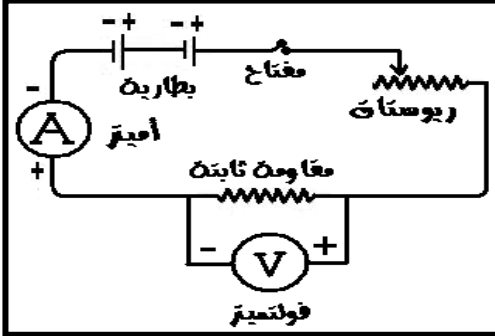 - + - +
بطارية
مفتاح
ريوستات
-
A
أميتر
+
مقاومة ثابتة
- V +
فولتميتر